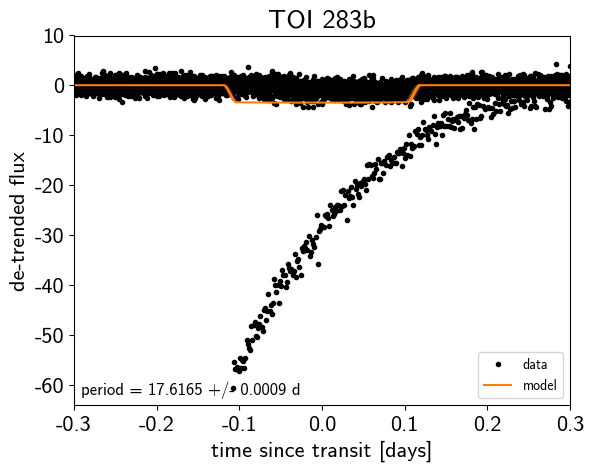 TOI 283b
10
0
-10
-20
-30
-40
-50
-60
de-trended flux
period = 17.6165 +/- 0.0009 d
data
model
-0.3 -0.2 -0.1 0.0 0.1 0.2 0.3
time since transit [days]